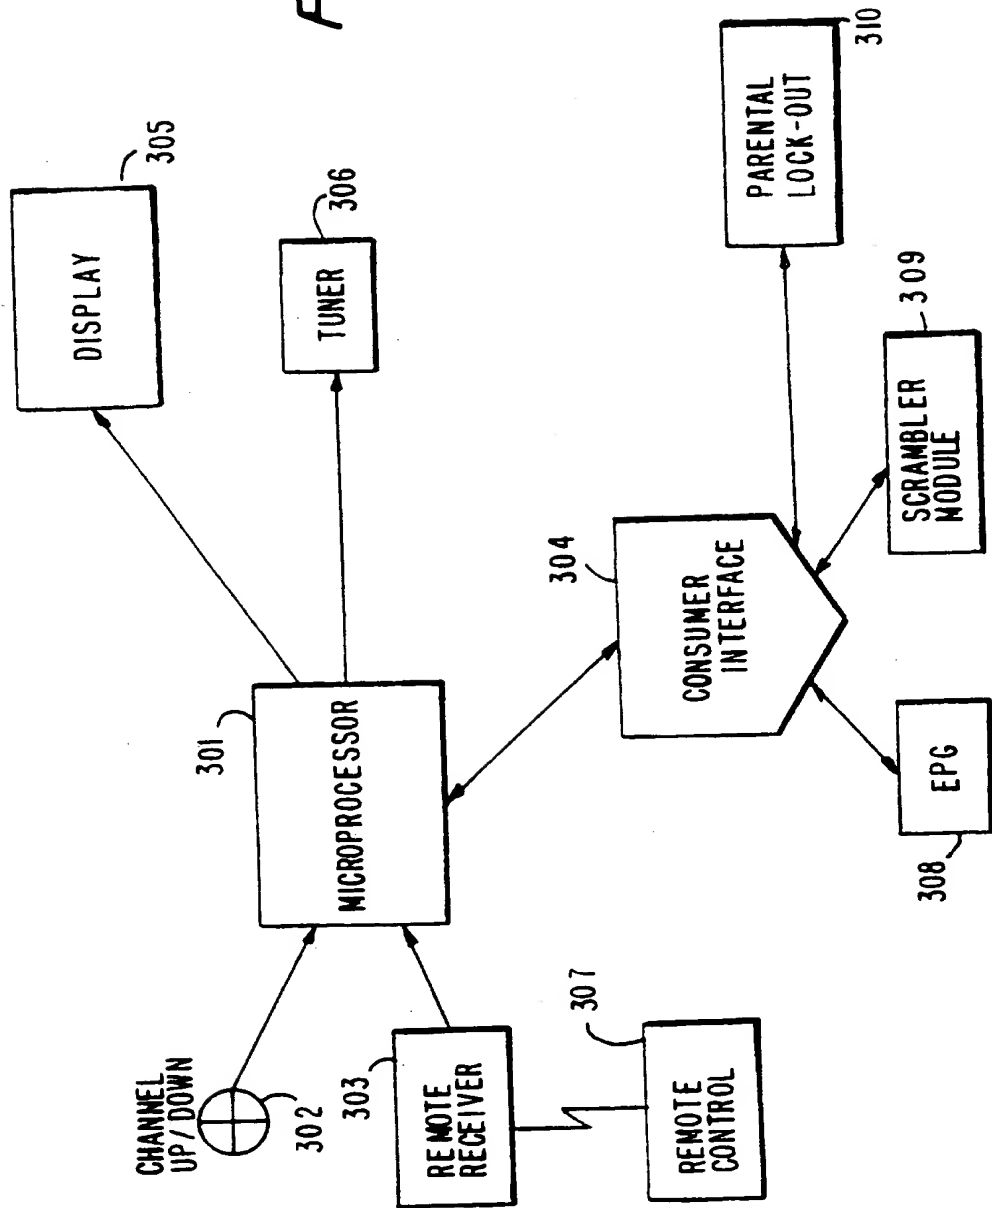 305
DISPLAY
306
TUNER
310
PARENTAL
LOCK-OUT
309
SCRAMBLER
MODULE
304
CONSUMER
INTERFACE
301
MICROPROCESSOR
EPG
308
CHANNEL
UP/DOWN
302
303
REMOTE
RECEIVER
307
REMOTE
CONTROL